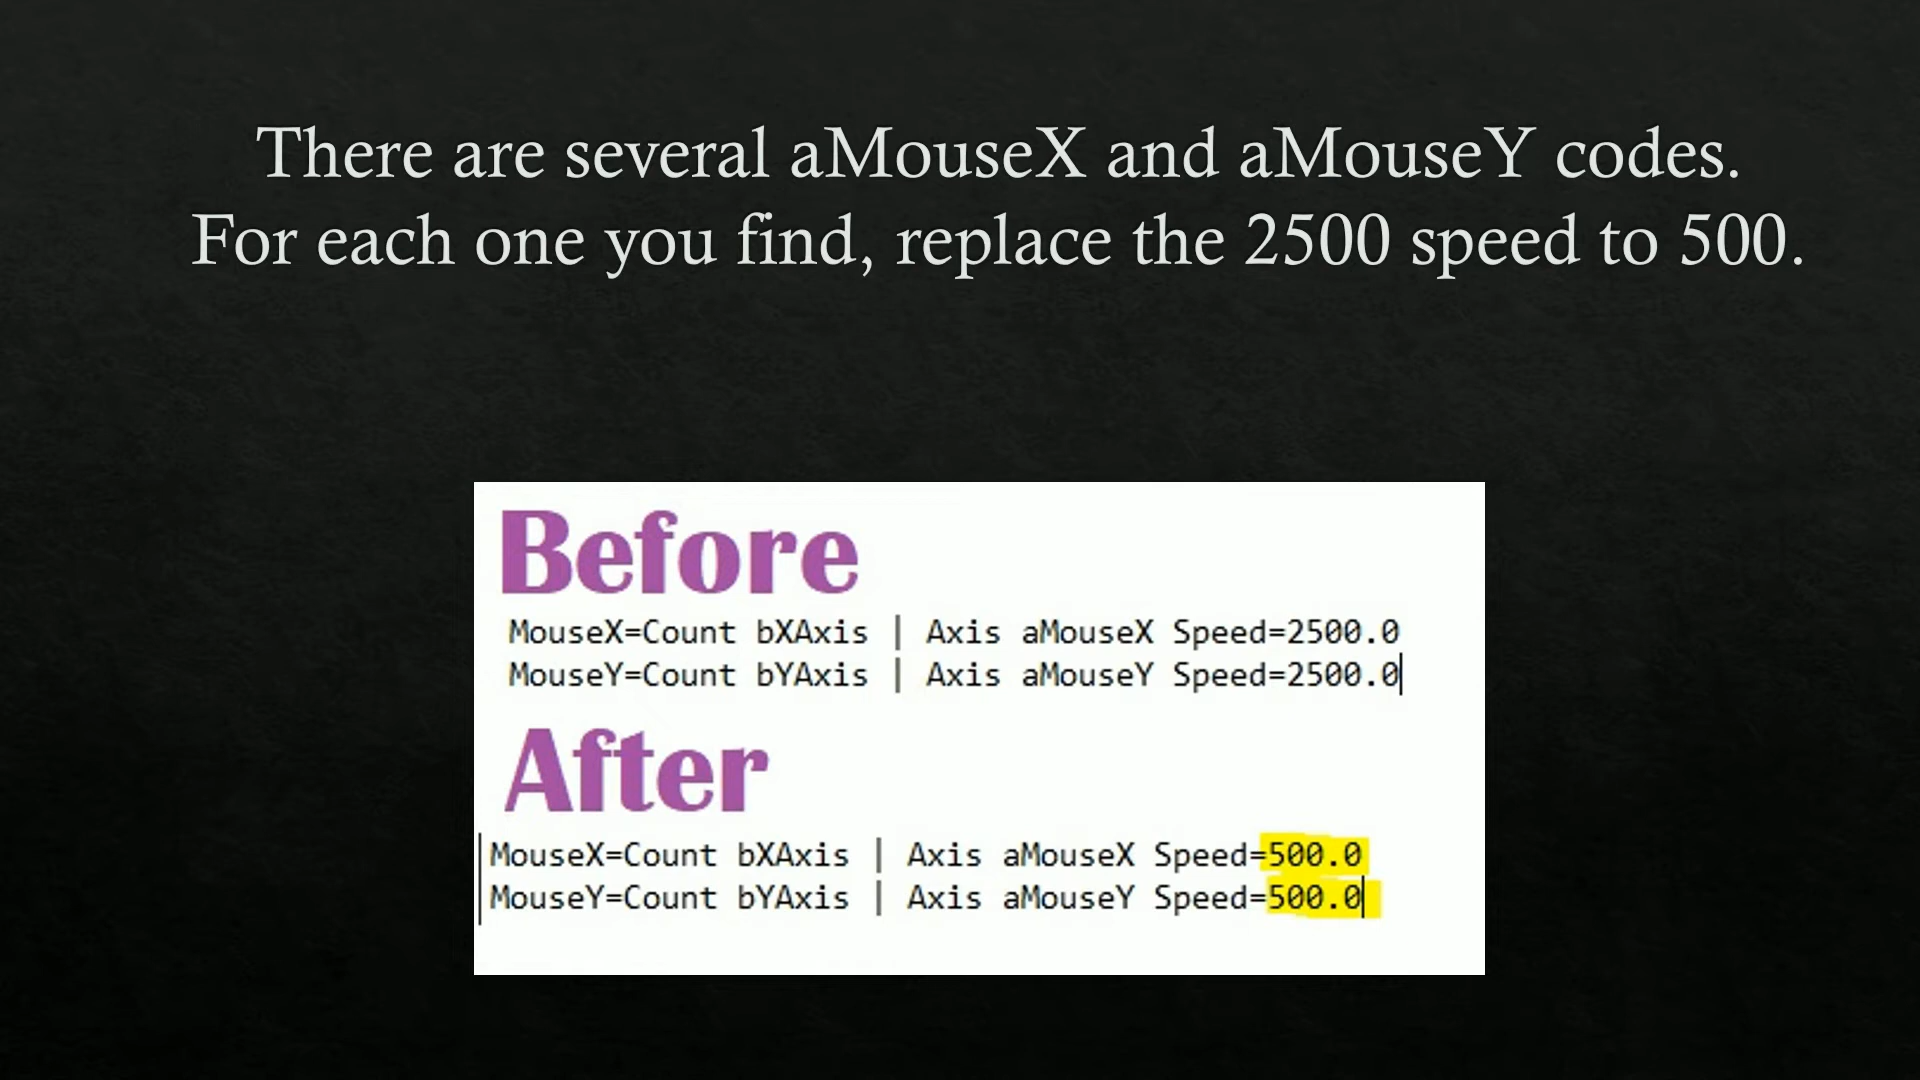 There are several aMouseX and aMouseY codes.
For each one you find, replace the 2500 speed to 500.
Before
MouseX=Count bXAxis | Axis aMouseX Speed=2500.0
MouseY=Count bYAxis | Axis aMouseY Speed=2500.0
After
MouseX=Count bXAxis | Axis aMouseX Speed=500.0
MouseY=Count bYAxis | Axis aMouseY Speed=500.0